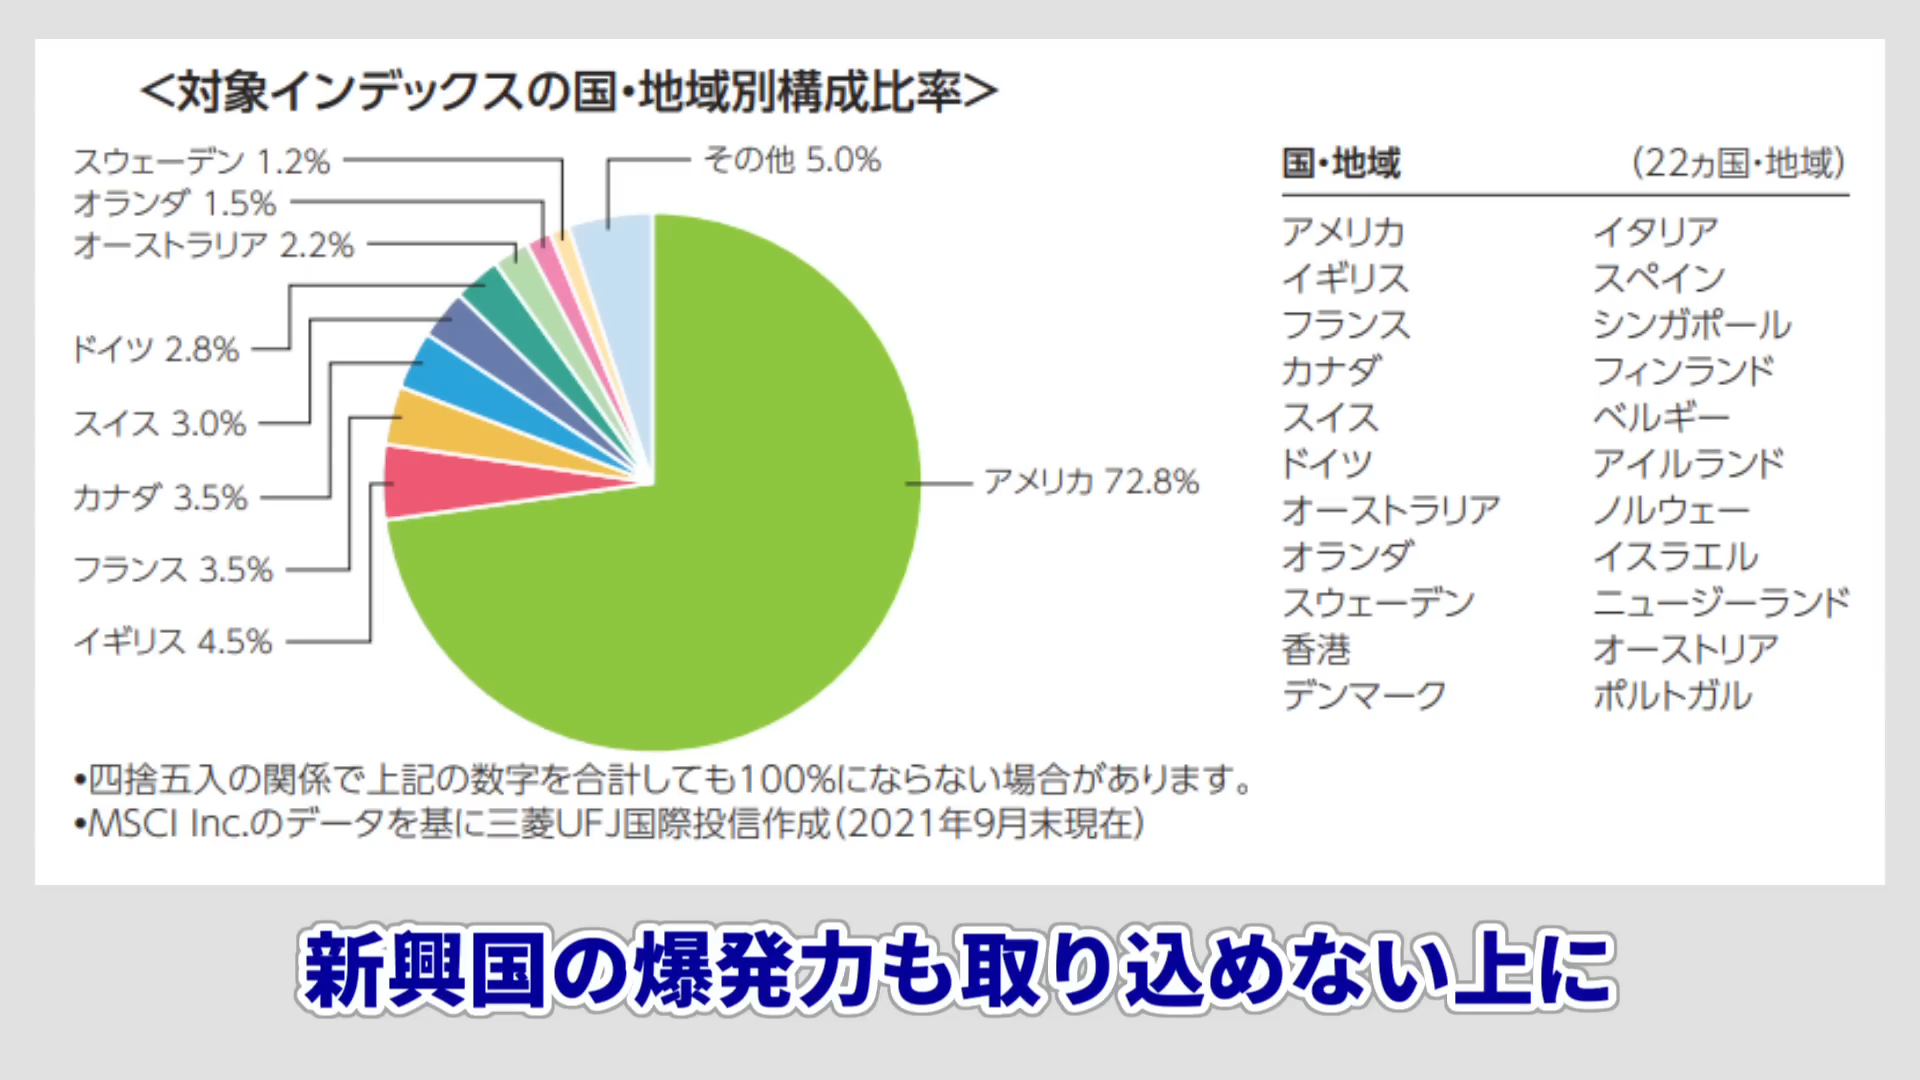 <対象インデックスの国・地域別構成比率>
スウェーデン 1.2%
オランダ 1.5%
オーストラリア 2.2%
ドイツ 2.8%
スイス 3.0%
カナダ 3.5%
フランス 3.5%
イギリス 4.5%
その他 5.0%
アメリカ 72.8%
国・地域 (22ヵ国・地域)
アメリカ イタリア
イギリス スペイン
フランス シンガポール
カナダ フィンランド
スイス ベルギー
ドイツ アイルランド
オーストラリア ノルウェー
オランダ イスラエル
スウェーデン ニュージーランド
香港 オーストリア
デンマーク ポルトガル
•四捨五入の関係で上記の数字を合計しても100%にならない場合があります。
•MSCI Inc.のデータを基に三菱UFJ国際投信作成(2021年9月末現在)
新興国の爆発力も取り込めない上に